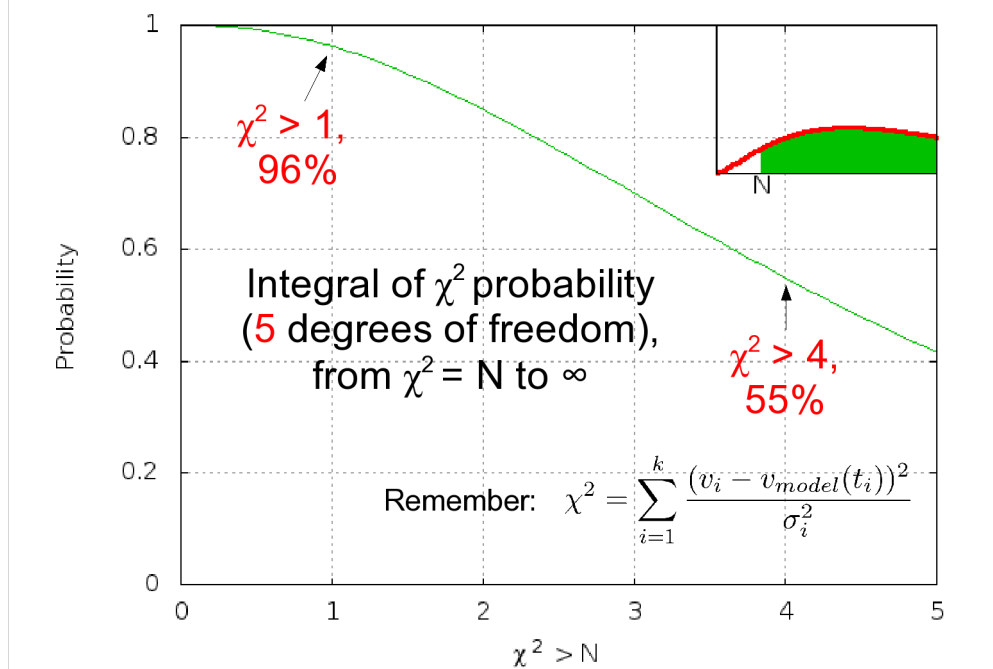 1
0.8
0.6
0.4
0.2
0
Probability
χ² > 1,
96%
N
Integral of χ² probability
(5 degrees of freedom),
from χ² = N to ∞
χ² > 4,
55%
Remember: χ² = ∑_{i=1}^{k} (v_i − v_{model}(t_i))² / σ_i²
0 1 2 3 4 5
χ² > N